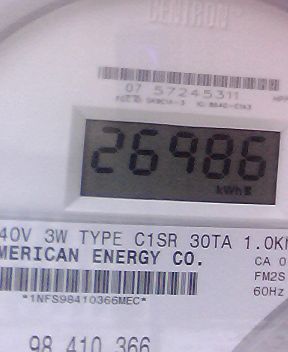 CENTRON
07 57245311
26986
kWh
40V 3W TYPE C1SR 30TA 1.0K
MERICAN ENERGY CO.
CA 0
FM2S
60Hz
*1NFS98410366MEC*
98 410 366